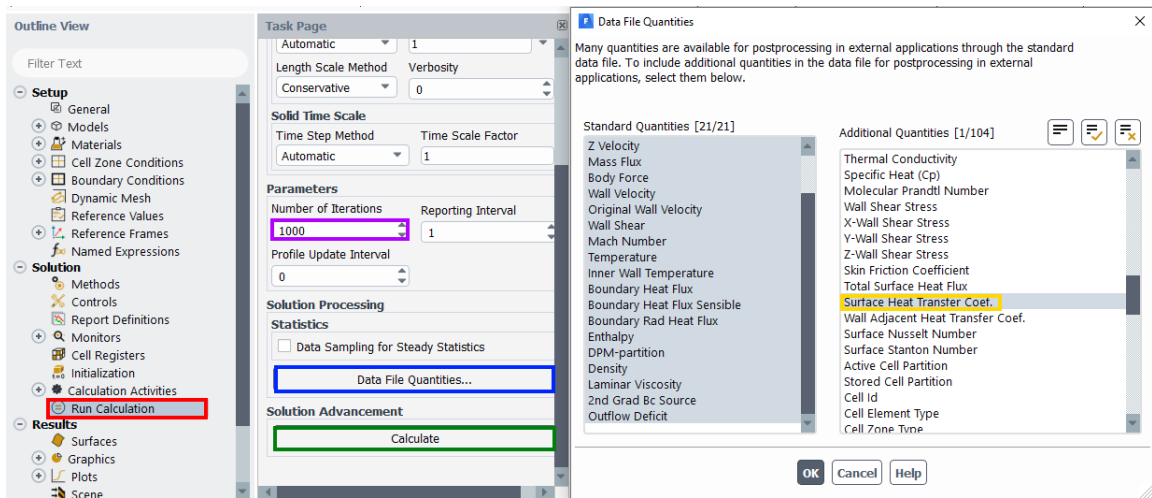 Outline View
Filter Text
Setup
General
Models
Materials
Cell Zone Conditions
Boundary Conditions
Dynamic Mesh
Reference Values
Reference Frames
Named Expressions
Solution
Methods
Controls
Report Definitions
Monitors
Cell Registers
Initialization
Calculation Activities
Run Calculation
Results
Surfaces
Graphics
Plots
Scene
Task Page
Automatic 1
Length Scale Method Verbosity
Conservative 0
Solid Time Scale
Time Step Method Time Scale Factor
Automatic 1
Parameters
Number of Iterations Reporting Interval
1000 1
Profile Update Interval
0
Solution Processing
Statistics
Data Sampling for Steady Statistics
Data File Quantities...
Solution Advancement
Calculate
Data File Quantities
Many quantities are available for postprocessing in external applications through the standard
data file. To include additional quantities in the data file for postprocessing in external
applications, select them below.
Standard Quantities [21/21]
Z Velocity
Mass Flux
Body Force
Wall Velocity
Original Wall Velocity
Wall Shear
Mach Number
Temperature
Inner Wall Temperature
Boundary Heat Flux
Boundary Heat Flux Sensible
Boundary Rad Heat Flux
Enthalpy
DPM-partition
Density
Laminar Viscosity
2nd Grad Bc Source
Outflow Deficit
Additional Quantities [1/104]
Thermal Conductivity
Specific Heat (Cp)
Molecular Prandtl Number
Wall Shear Stress
X-Wall Shear Stress
Y-Wall Shear Stress
Z-Wall Shear Stress
Skin Friction Coefficient
Total Surface Heat Flux
Surface Heat Transfer Coef.
Wall Adjacent Heat Transfer Coef.
Surface Nusselt Number
Surface Stanton Number
Active Cell Partition
Stored Cell Partition
Cell Id
Cell Element Type
Cell Zone Type
OK Cancel Help